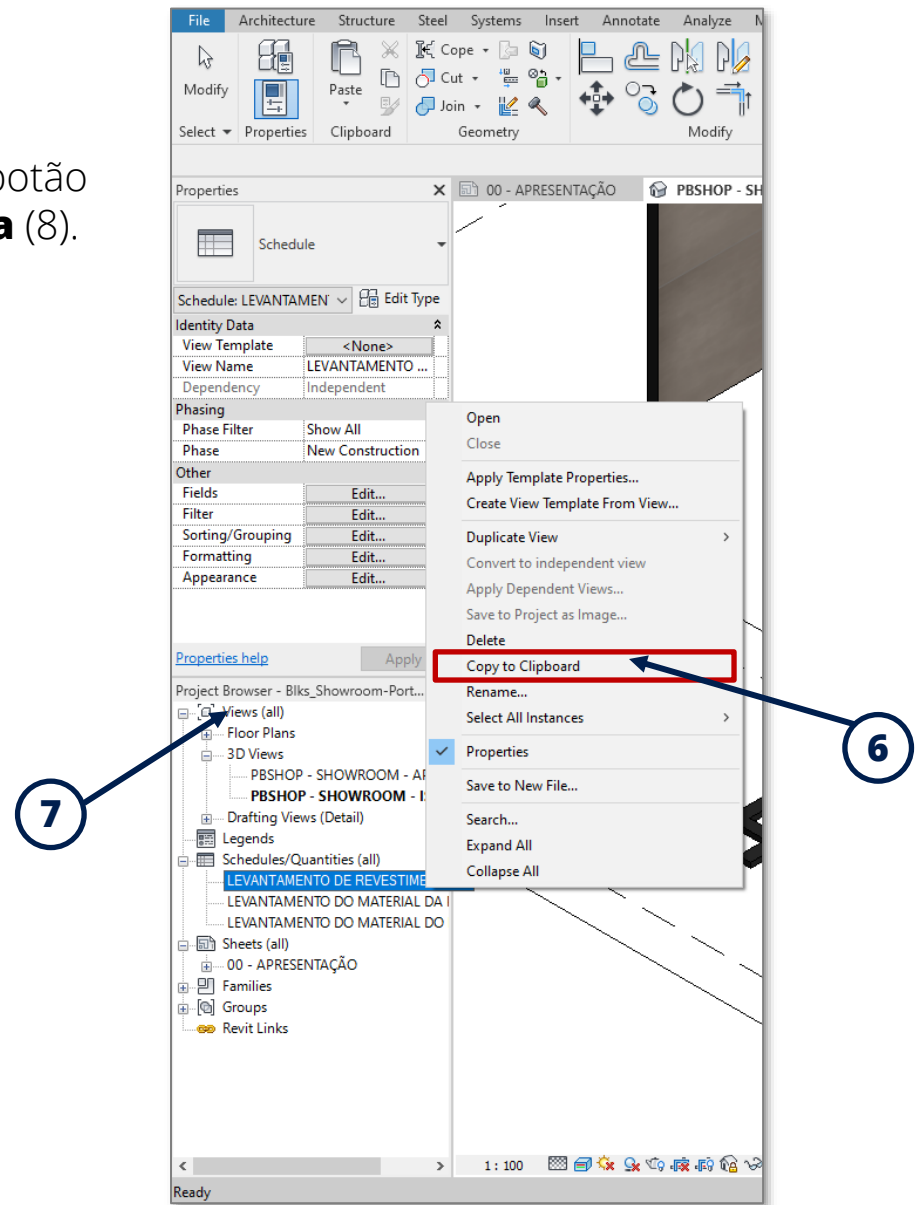 File Architecture Structure Steel Systems Insert Annotate Analyze
Modify Paste Cope Cut Join
Select Properties Clipboard Geometry Modify
botão
a (8).
Properties
00 - APRESENTAÇÃO PBSHOP - SH
Schedule
Schedule: LEVANTAMEN Edit Type
Identity Data
View Template <None>
View Name LEVANTAMENTO ...
Dependency Independent
Phasing
Phase Filter Show All
Phase New Construction
Other
Fields Edit...
Filter Edit...
Sorting/Grouping Edit...
Formatting Edit...
Appearance Edit...
Properties help Apply
Open
Close
Apply Template Properties...
Create View Template From View...
Duplicate View
Convert to independent view
Apply Dependent Views...
Save to Project as Image...
Delete
Copy to Clipboard
Rename...
Select All Instances
Properties
Save to New File...
Search...
Expand All
Collapse All
6
7
Project Browser - Blks_Showroom-Port...
Views (all)
Floor Plans
3D Views
PBSHOP - SHOWROOM - A
PBSHOP - SHOWROOM - I
Drafting Views (Detail)
Legends
Schedules/Quantities (all)
LEVANTAMENTO DE REVESTIME
LEVANTAMENTO DO MATERIAL DA
LEVANTAMENTO DO MATERIAL DO
Sheets (all)
00 - APRESENTAÇÃO
Families
Groups
Revit Links
1 : 100
Ready